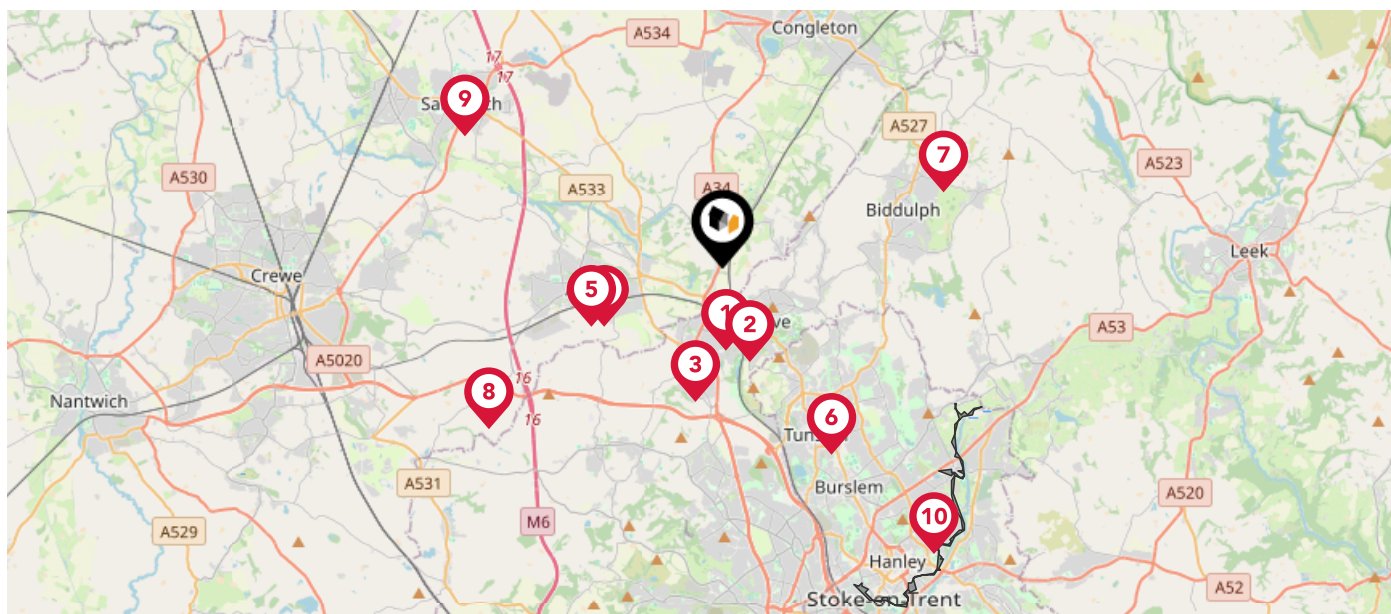 Congleton
A534
17
17
9
A527
7
A523
A530
A533
A34
Biddulph
Leek
Crewe
5
1
2
A53
A5020
3
16
8
16
Nantwich
6
Burslem
A531
A520
10
M6
A529
Hanley
A52
Stoke-on-Trent